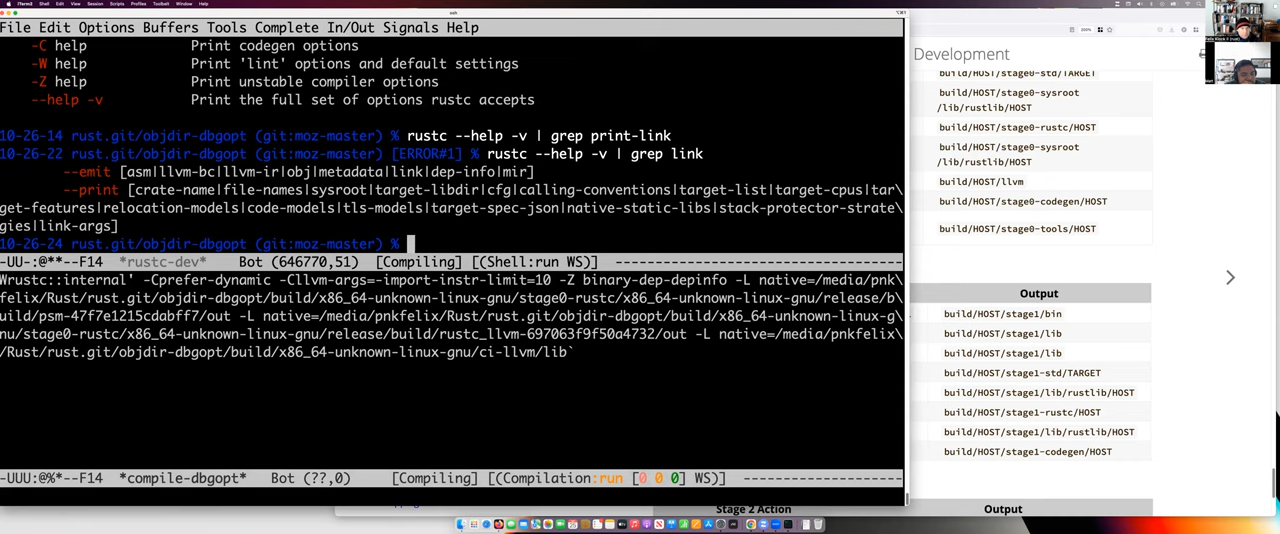 iTerm2 Shell Edit View Session Scripts Profiles Toolbelt Window Help
ssh
File Edit Options Buffers Tools Complete In/Out Signals Help
-C help Print codegen options
-W help Print 'lint' options and default settings
-Z help Print unstable compiler options
--help -v Print the full set of options rustc accepts
10-26-14 rust.git/objdir-dbgopt (git:moz-master) % rustc --help -v | grep print-link
10-26-22 rust.git/objdir-dbgopt (git:moz-master) [ERROR#1] % rustc --help -v | grep link
--emit [asm|llvm-bc|llvm-ir|obj|metadata|link|dep-info|mir]
--print [crate-name|file-names|sysroot|target-libdir|cfg|calling-conventions|target-list|target-cpus|tar\
get-features|relocation-models|code-models|tls-models|target-spec-json|native-static-libs|stack-protector-strate\
gies|link-args]
10-26-24 rust.git/objdir-dbgopt (git:moz-master) %
-UU-:@**--F14 *rustc-dev* Bot (646770,51) [Compiling] [(Shell:run WS)] --------------------------------
Wrustc::internal' -Cprefer-dynamic -Cllvm-args=-import-instr-limit=10 -Z binary-dep-depinfo -L native=/media/pnk\
felix/Rust/rust.git/objdir-dbgopt/build/x86_64-unknown-linux-gnu/stage0-rustc/x86_64-unknown-linux-gnu/release/b\
uild/psm-47f7e1215cdabff7/out -L native=/media/pnkfelix/Rust/rust.git/objdir-dbgopt/build/x86_64-unknown-linux-g\
nu/stage0-rustc/x86_64-unknown-linux-gnu/release/build/rustc_llvm-697063f9f50a4732/out -L native=/media/pnkfelix\
/Rust/rust.git/objdir-dbgopt/build/x86_64-unknown-linux-gnu/ci-llvm/lib`
-UUU:@%*--F14 *compile-dbgopt* Bot (??,0) [Compiling] [(Compilation:run [0 0 0] WS)] -------------------
200%
Development
build/HOST/stage0-std/TARGET
build/HOST/stage0-sysroot
/lib/rustlib/HOST
build/HOST/stage0-rustc/HOST
build/HOST/stage0-sysroot
/lib/rustlib/HOST
build/HOST/llvm
build/HOST/stage0-codegen/HOST
build/HOST/stage0-tools/HOST
Output
build/HOST/stage1/bin
build/HOST/stage1/lib
build/HOST/stage1/lib
build/HOST/stage1-std/TARGET
build/HOST/stage1/lib/rustlib/HOST
build/HOST/stage1-rustc/HOST
build/HOST/stage1/lib/rustlib/HOST
build/HOST/stage1-codegen/HOST
Stage 2 Action Output